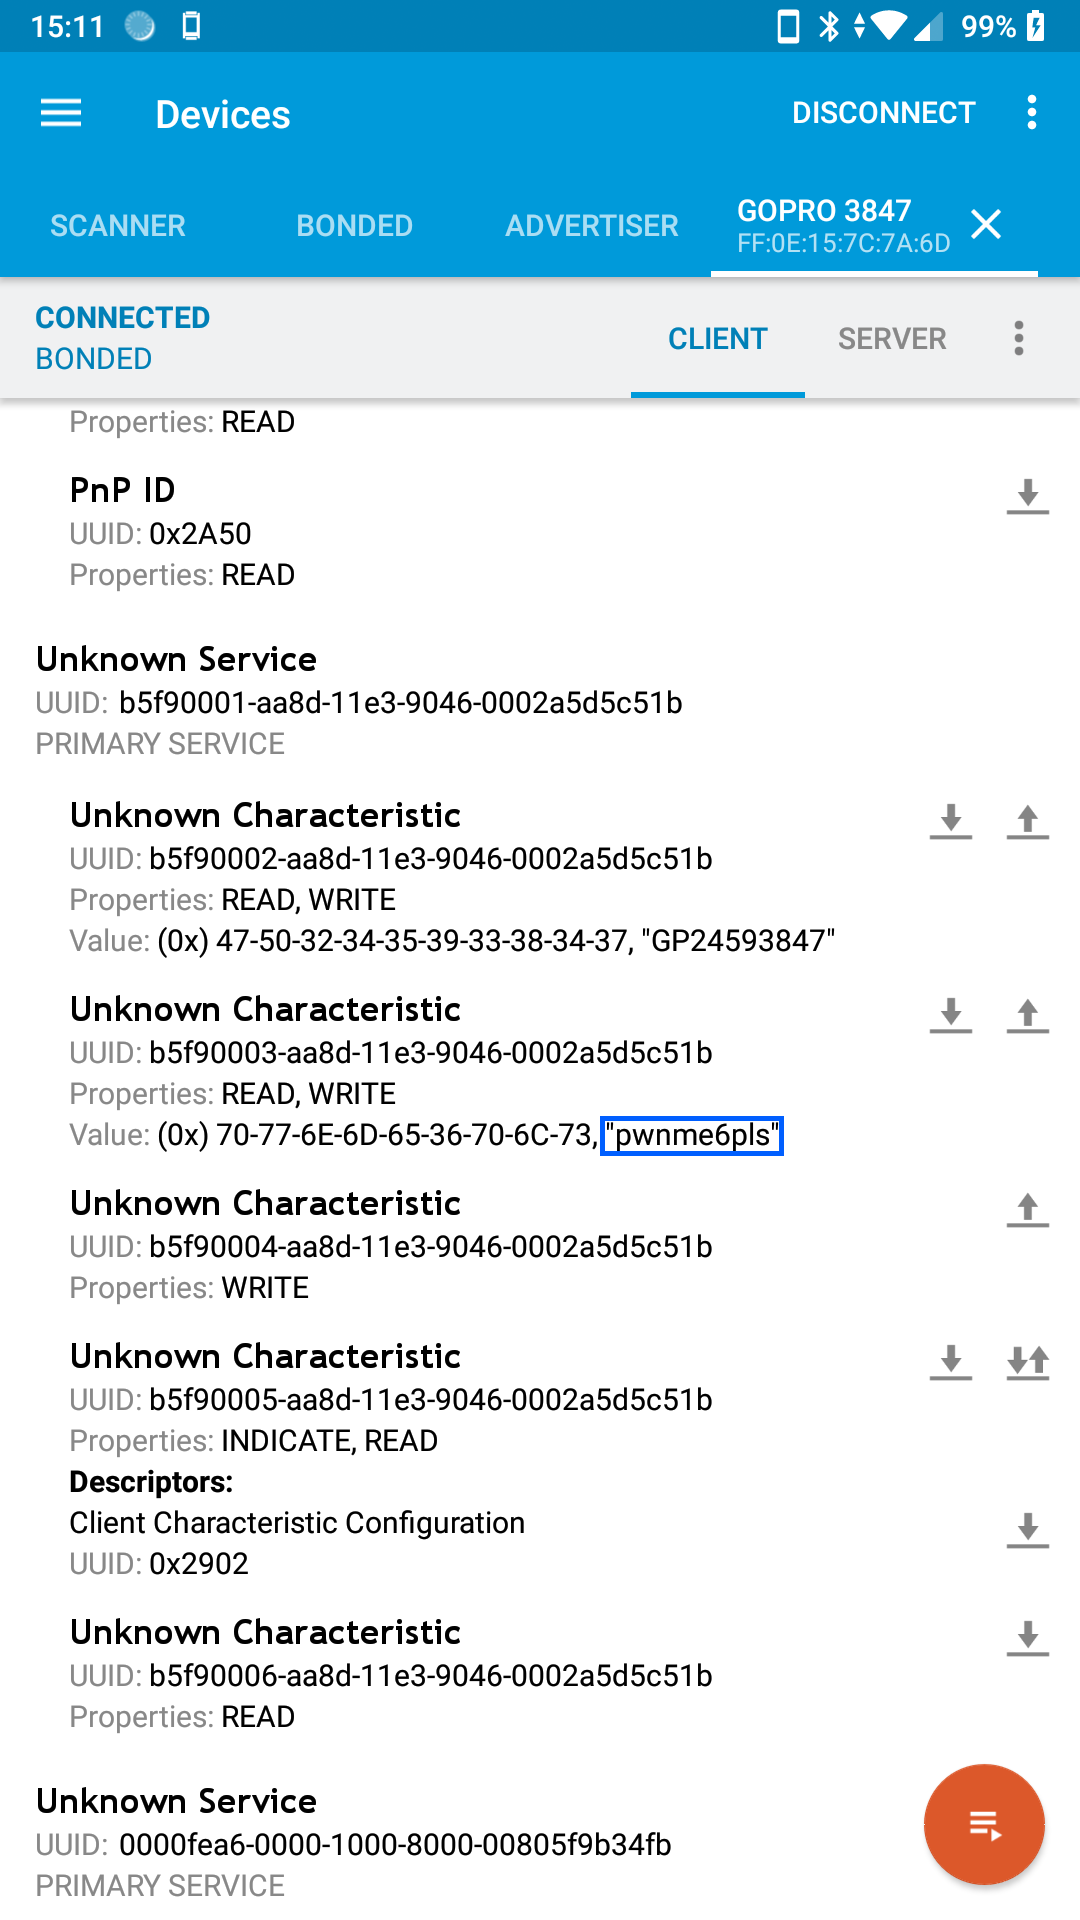 15:11
99%
Devices
DISCONNECT
SCANNER
BONDED
ADVERTISER
GOPRO 3847
FF:0E:15:7C:7A:6D
CONNECTED
BONDED
CLIENT
SERVER
Properties: READ
PnP ID
UUID: 0x2A50
Properties: READ
Unknown Service
UUID: b5f90001-aa8d-11e3-9046-0002a5d5c51b
PRIMARY SERVICE
Unknown Characteristic
UUID: b5f90002-aa8d-11e3-9046-0002a5d5c51b
Properties: READ, WRITE
Value: (0x) 47-50-32-34-35-39-33-38-34-37, "GP24593847"
Unknown Characteristic
UUID: b5f90003-aa8d-11e3-9046-0002a5d5c51b
Properties: READ, WRITE
Value: (0x) 70-77-6E-6D-65-36-70-6C-73, "pwnme6pls"
Unknown Characteristic
UUID: b5f90004-aa8d-11e3-9046-0002a5d5c51b
Properties: WRITE
Unknown Characteristic
UUID: b5f90005-aa8d-11e3-9046-0002a5d5c51b
Properties: INDICATE, READ
Descriptors:
Client Characteristic Configuration
UUID: 0x2902
Unknown Characteristic
UUID: b5f90006-aa8d-11e3-9046-0002a5d5c51b
Properties: READ
Unknown Service
UUID: 0000fea6-0000-1000-8000-00805f9b34fb
PRIMARY SERVICE